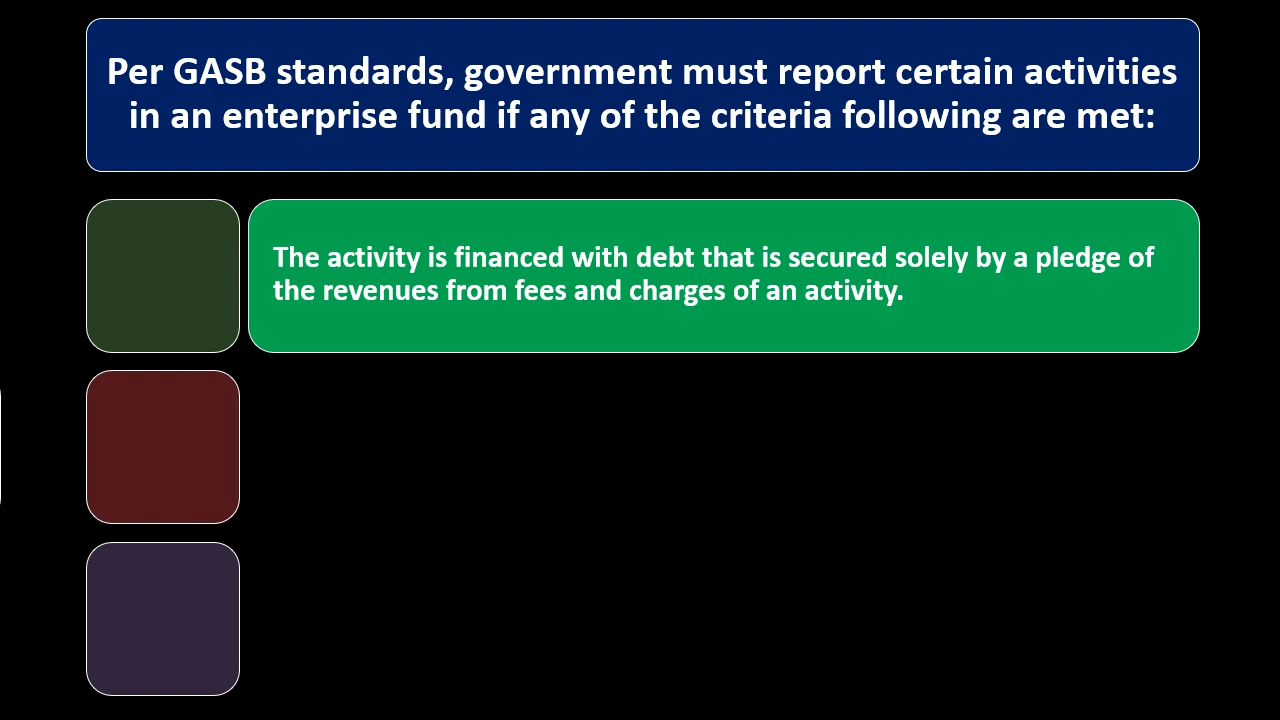 Per GASB standards, government must report certain activities
in an enterprise fund if any of the criteria following are met:
The activity is financed with debt that is secured solely by a pledge of
the revenues from fees and charges of an activity.